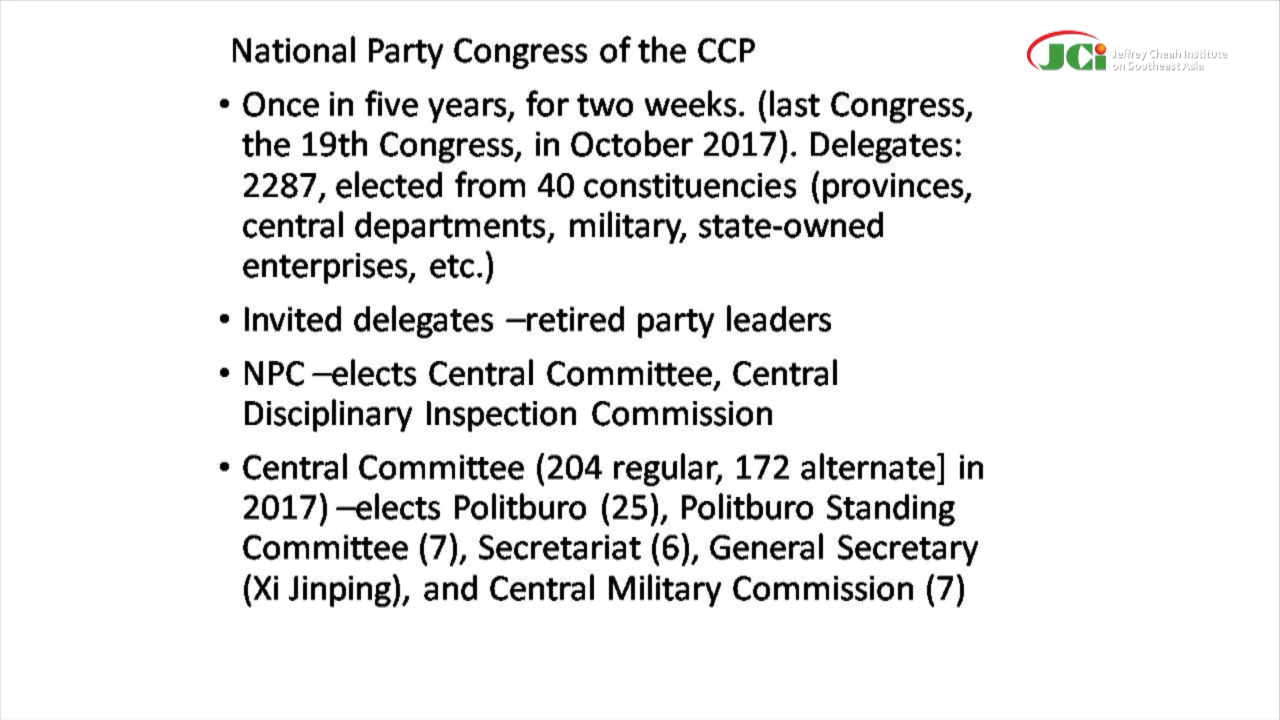 National Party Congress of the CCP
JCi Jeffrey Cheah Institute
on Southeast Asia
• Once in five years, for two weeks. (last Congress,
the 19th Congress, in October 2017). Delegates:
2287, elected from 40 constituencies (provinces,
central departments, military, state-owned
enterprises, etc.)
• Invited delegates –retired party leaders
• NPC –elects Central Committee, Central
Disciplinary Inspection Commission
• Central Committee (204 regular, 172 alternate] in
2017) –elects Politburo (25), Politburo Standing
Committee (7), Secretariat (6), General Secretary
(Xi Jinping), and Central Military Commission (7)